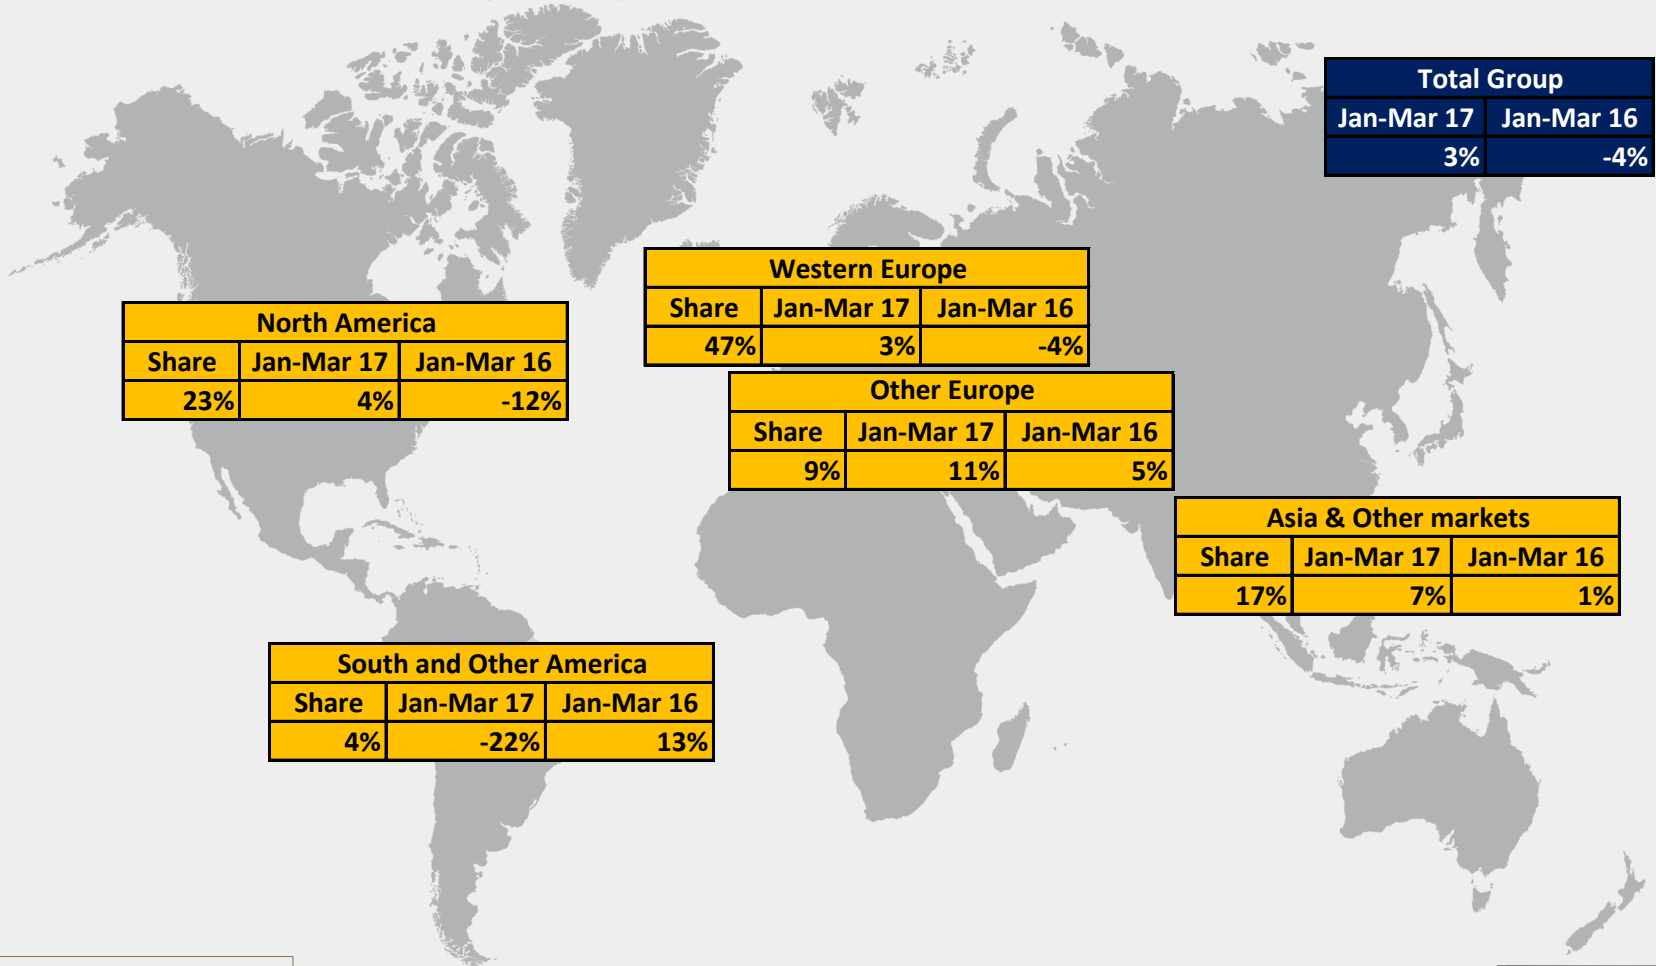 Total Group
Jan-Mar 17 Jan-Mar 16
3% -4%
Western Europe
Share Jan-Mar 17 Jan-Mar 16
47% 3% -4%
North America
Share Jan-Mar 17 Jan-Mar 16
23% 4% -12%
Other Europe
Share Jan-Mar 17 Jan-Mar 16
9% 11% 5%
Asia & Other markets
Share Jan-Mar 17 Jan-Mar 16
17% 7% 1%
South and Other America
Share Jan-Mar 17 Jan-Mar 16
4% -22% 13%